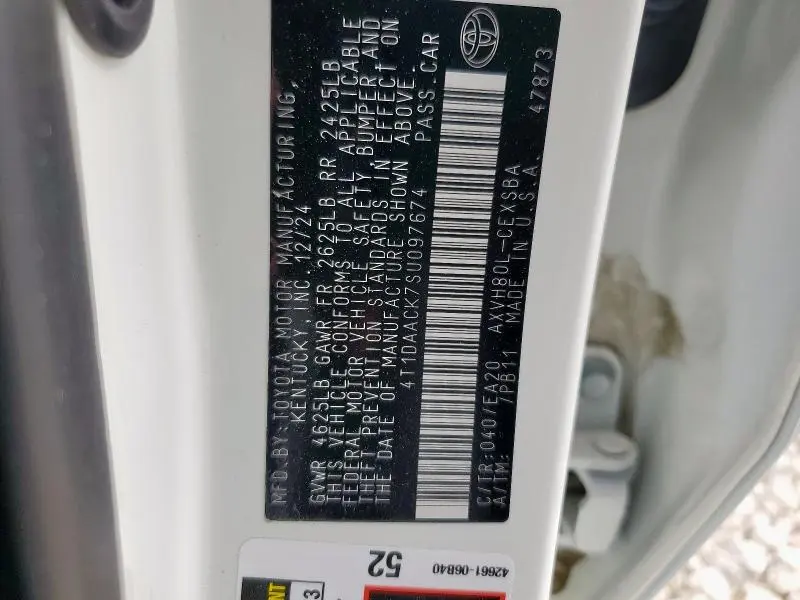 MFD.BY:TOYOTA MOTOR MANUFACTURING,
KENTUCKY, INC. 12/24
GVWR 4625LB GAWR FR 2625LB RR 2425LB
THIS VEHICLE CONFORMS TO ALL APPLICABLE
FEDERAL MOTOR VEHICLE SAFETY, BUMPER AND
THEFT PREVENTION STANDARDS IN EFFECT ON
THE DATE OF MANUFACTURE SHOWN ABOVE.
4T1DAACK7SU097674 PASS.CAR
C/TR:040/EA20 AXVH80L-CEXSBA
A/TM: 7PB11 MADE IN U.S.A. 47873
52
42661-06B40
3